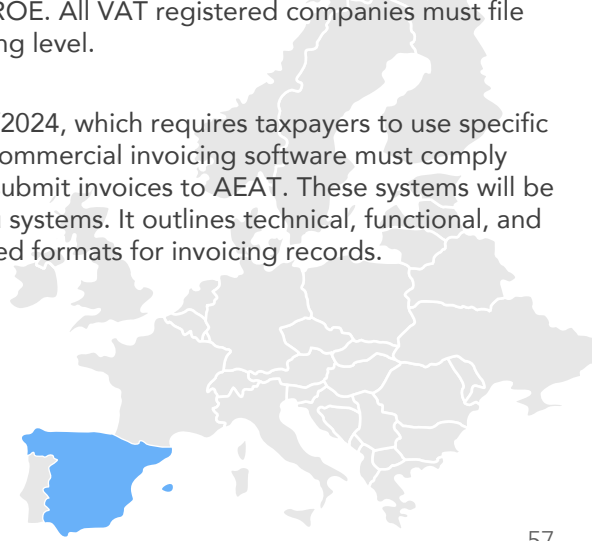 ROE. All VAT registered companies must file
ng level.
2024, which requires taxpayers to use specific
ommercial invoicing software must comply
ubmit invoices to AEAT. These systems will be
systems. It outlines technical, functional, and
ed formats for invoicing records.
57